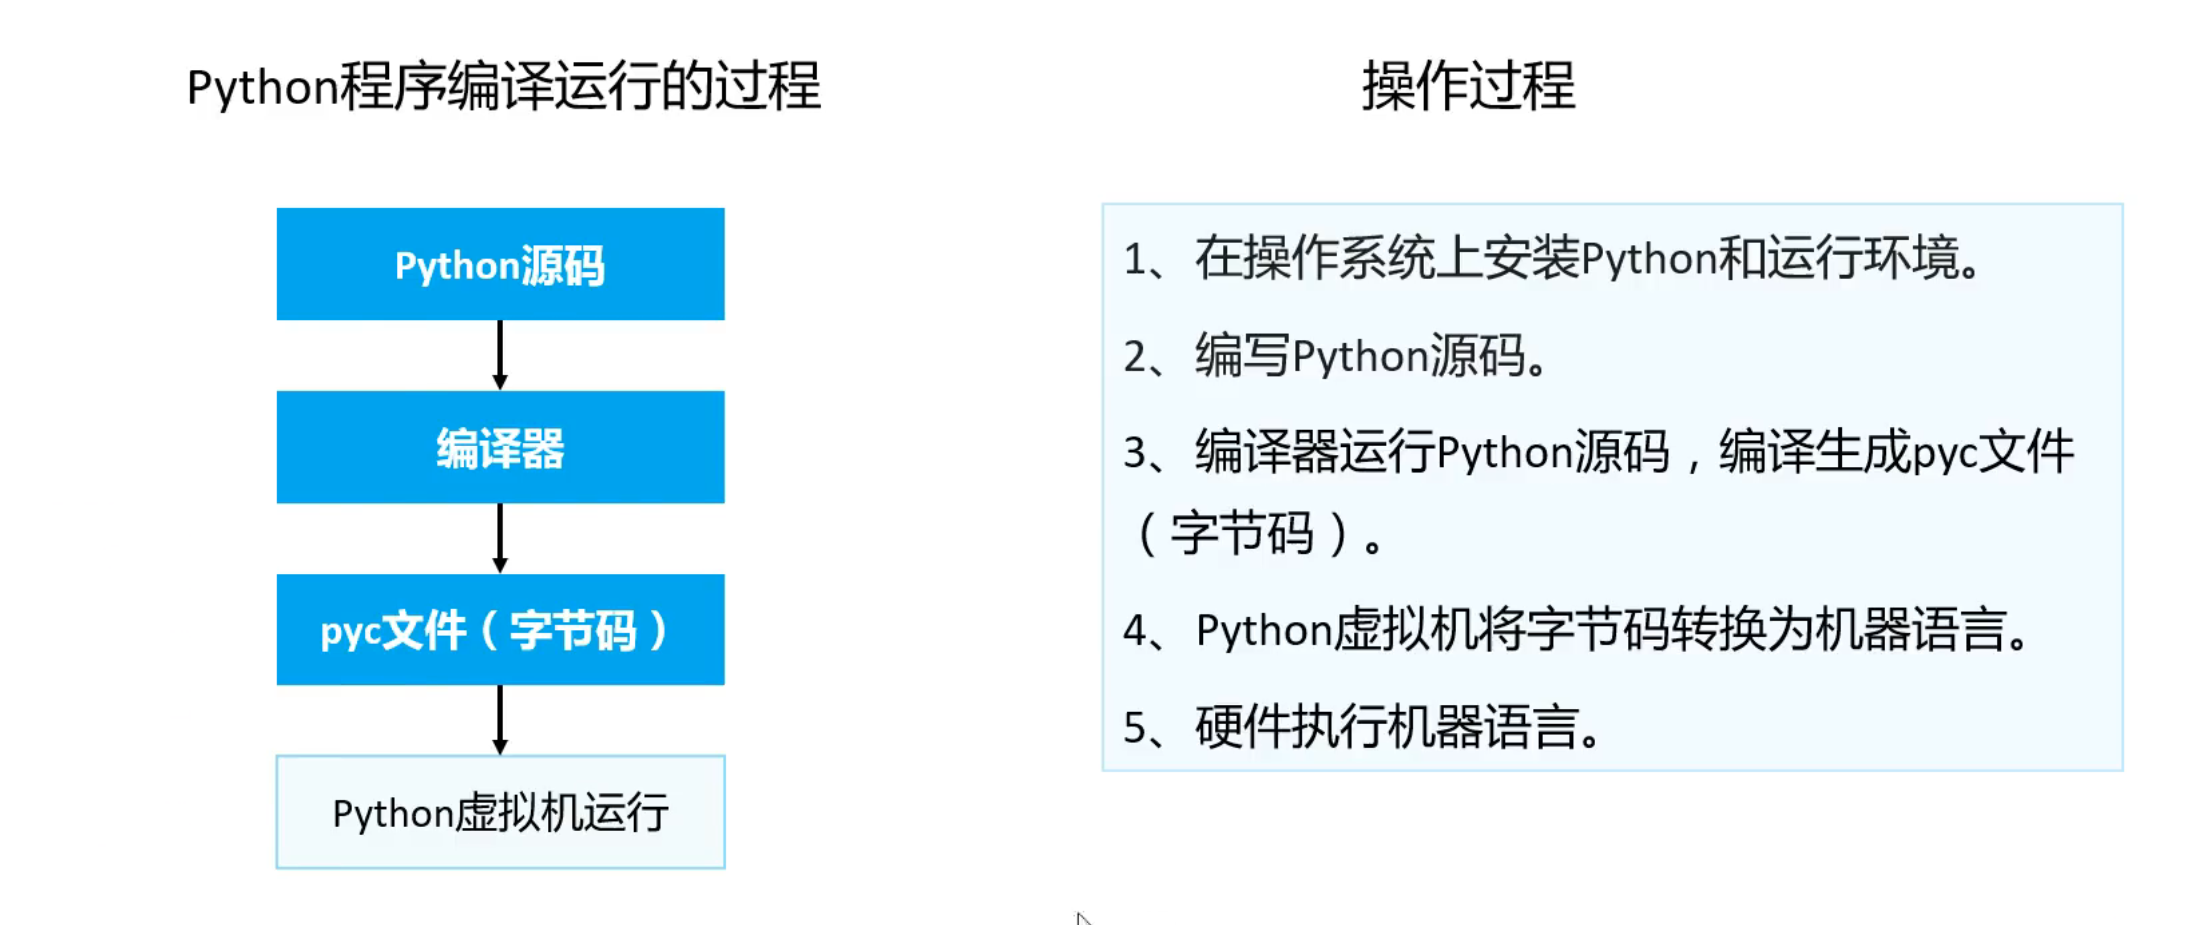 Python程序编译运行的过程
Python源码
编译器
pyc文件（字节码）
Python虚拟机运行
操作过程
1、在操作系统上安装Python和运行环境。
2、编写Python源码。
3、编译器运行Python源码，编译生成pyc文件
（字节码）。
4、Python虚拟机将字节码转换为机器语言。
5、硬件执行机器语言。